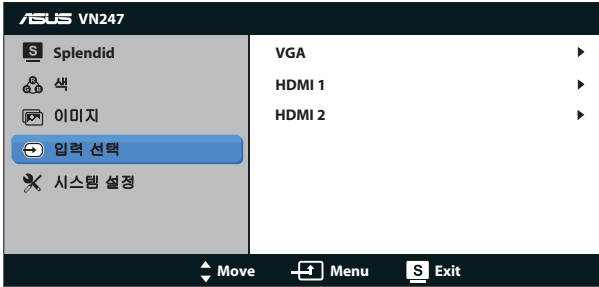 ASUS VN247
S Splendid
색
이미지
입력 선택
시스템 설정
VGA
HDMI 1
HDMI 2
Move Menu S Exit